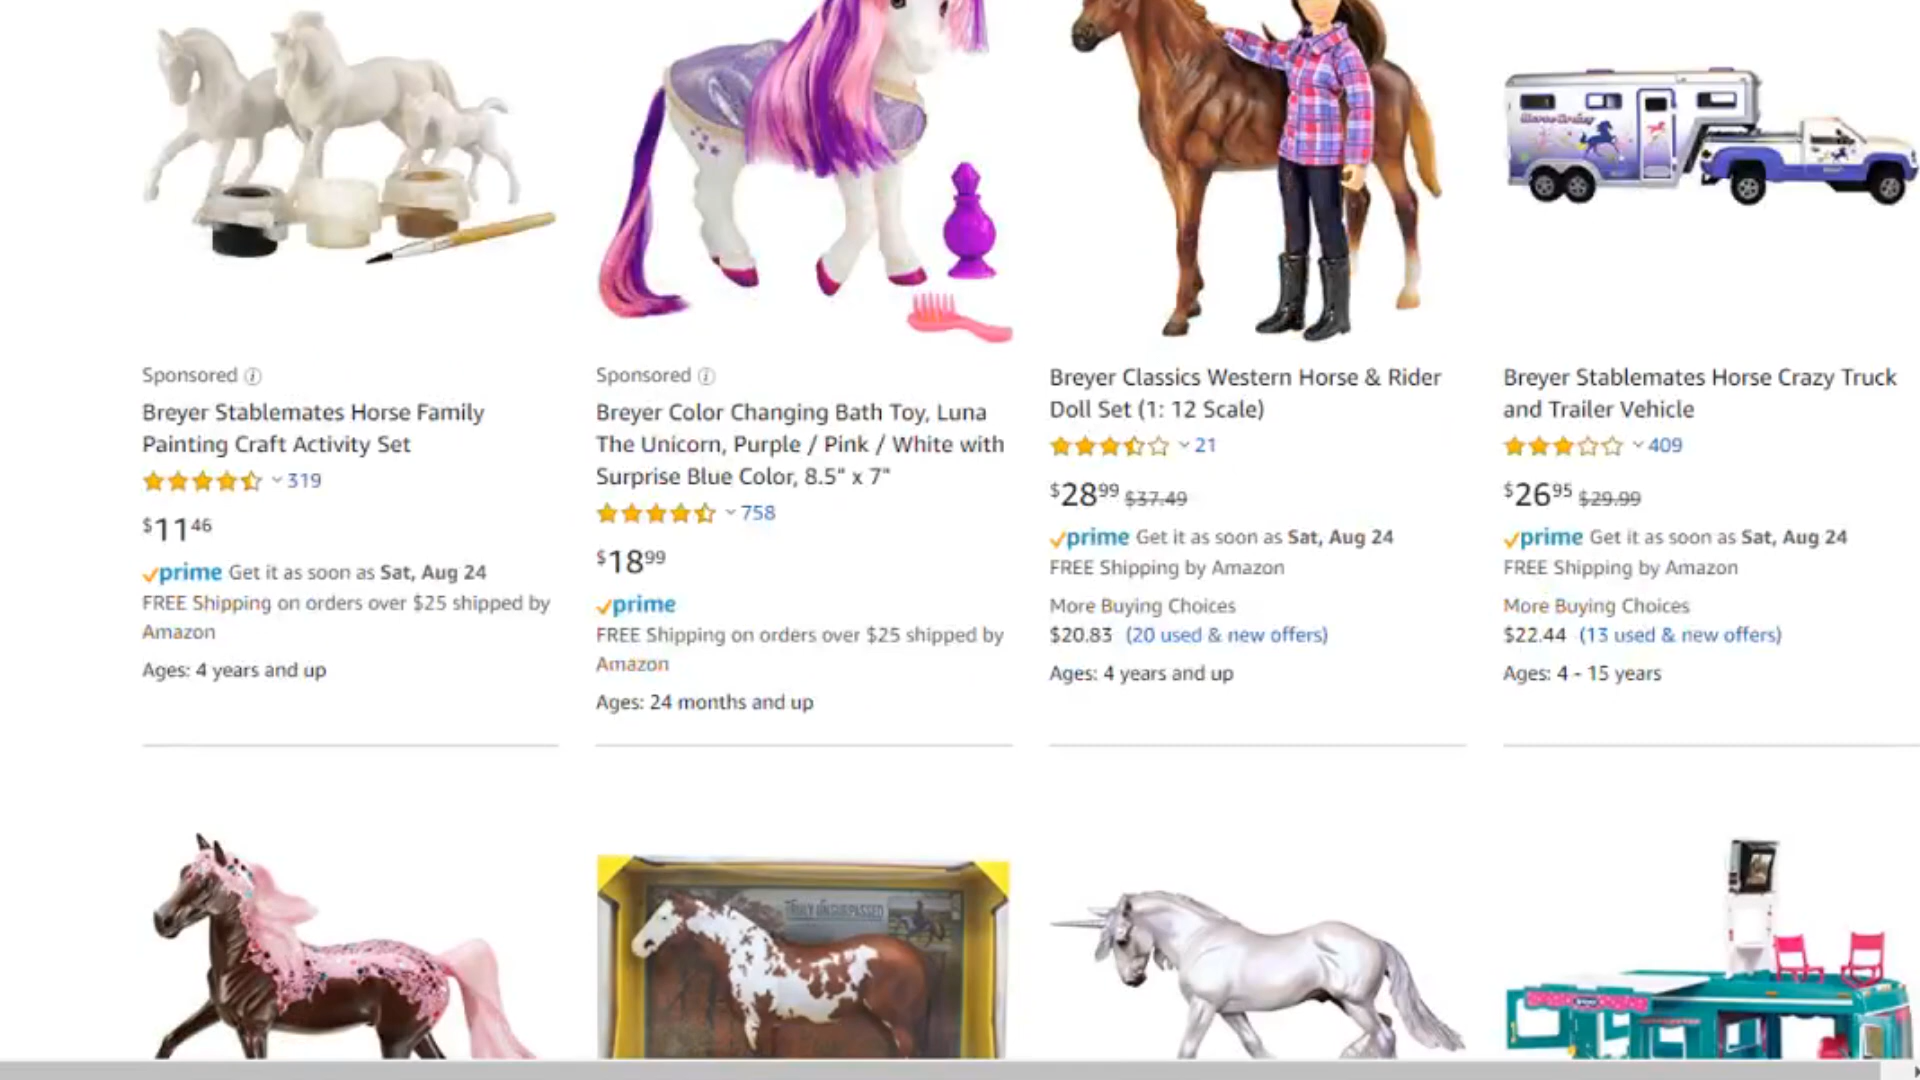 Sponsored
Breyer Stablemates Horse Family
Painting Craft Activity Set
319
$11.46
prime Get it as soon as Sat, Aug 24
FREE Shipping on orders over $25 shipped by
Amazon
Ages: 4 years and up
Sponsored
Breyer Color Changing Bath Toy, Luna
The Unicorn, Purple / Pink / White with
Surprise Blue Color, 8.5" x 7"
758
$18.99
prime
FREE Shipping on orders over $25 shipped by
Amazon
Ages: 24 months and up
Breyer Classics Western Horse & Rider
Doll Set (1: 12 Scale)
21
$28.99 $37.49
prime Get it as soon as Sat, Aug 24
FREE Shipping by Amazon
More Buying Choices
$20.83 (20 used & new offers)
Ages: 4 years and up
Horse Crazy
Breyer Stablemates Horse Crazy Truck
and Trailer Vehicle
409
$26.95 $29.99
prime Get it as soon as Sat, Aug 24
FREE Shipping by Amazon
More Buying Choices
$22.44 (13 used & new offers)
Ages: 4 - 15 years
TRULY UNSURPASSED